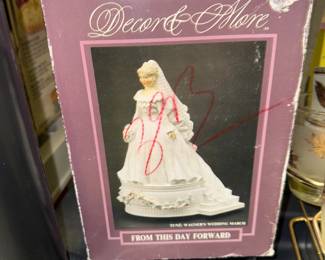 Decor & More.
TUNE: WAGNER'S WEDDING MARCH
FROM THIS DAY FORWARD